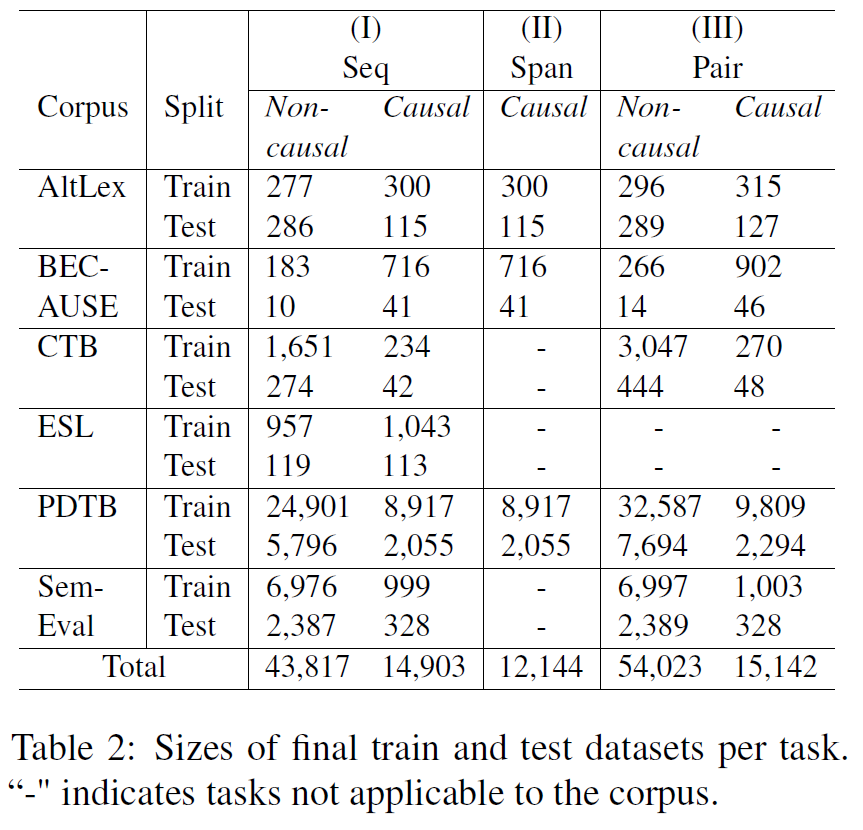 (I) (II) (III)
Seq Span Pair
Corpus Split Non- Causal Causal Non- Causal
causal causal
AltLex Train 277 300 300 296 315
Test 286 115 115 289 127
BEC- Train 183 716 716 266 902
AUSE Test 10 41 41 14 46
CTB Train 1,651 234 - 3,047 270
Test 274 42 - 444 48
ESL Train 957 1,043 - - -
Test 119 113 - - -
PDTB Train 24,901 8,917 8,917 32,587 9,809
Test 5,796 2,055 2,055 7,694 2,294
Sem- Train 6,976 999 - 6,997 1,003
Eval Test 2,387 328 - 2,389 328
Total 43,817 14,903 12,144 54,023 15,142
Table 2: Sizes of final train and test datasets per task.
“-" indicates tasks not applicable to the corpus.